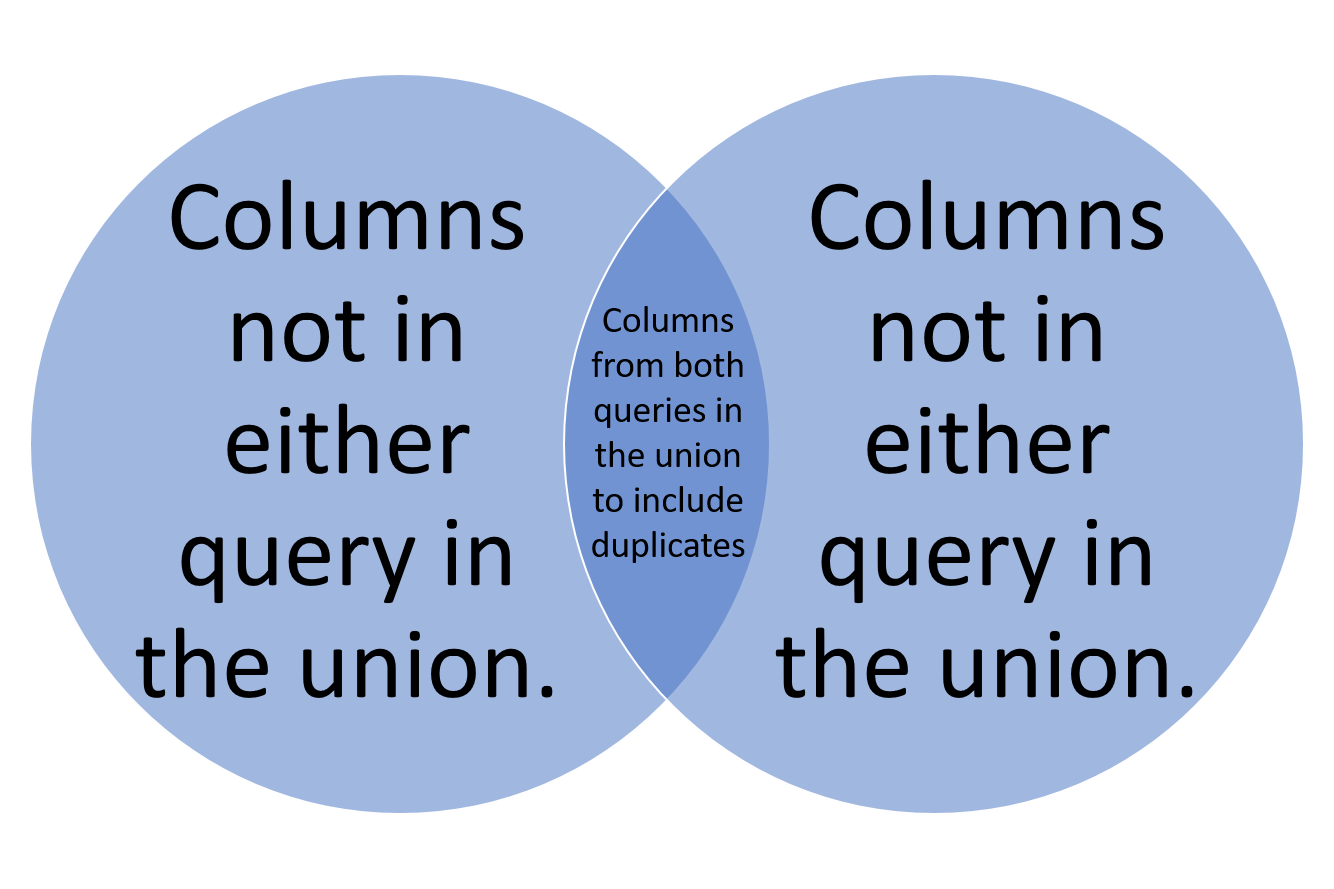 Columns
not in
either
query in
the union.
Columns
from both
queries in
the union
to include
duplicates
Columns
not in
either
query in
the union.